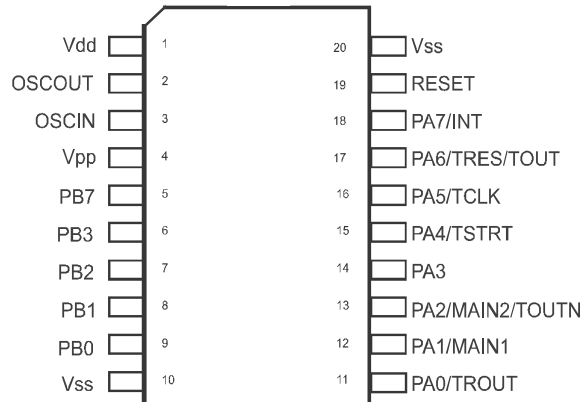 Vdd 1 20 Vss
OSCOUT 2 19 RESET
OSCIN 3 18 PA7/INT
Vpp 4 17 PA6/TRES/TOUT
PB7 5 16 PA5/TCLK
PB3 6 15 PA4/TSTRT
PB2 7 14 PA3
PB1 8 13 PA2/MAIN2/TOUTN
PB0 9 12 PA1/MAIN1
Vss 10 11 PA0/TROUT